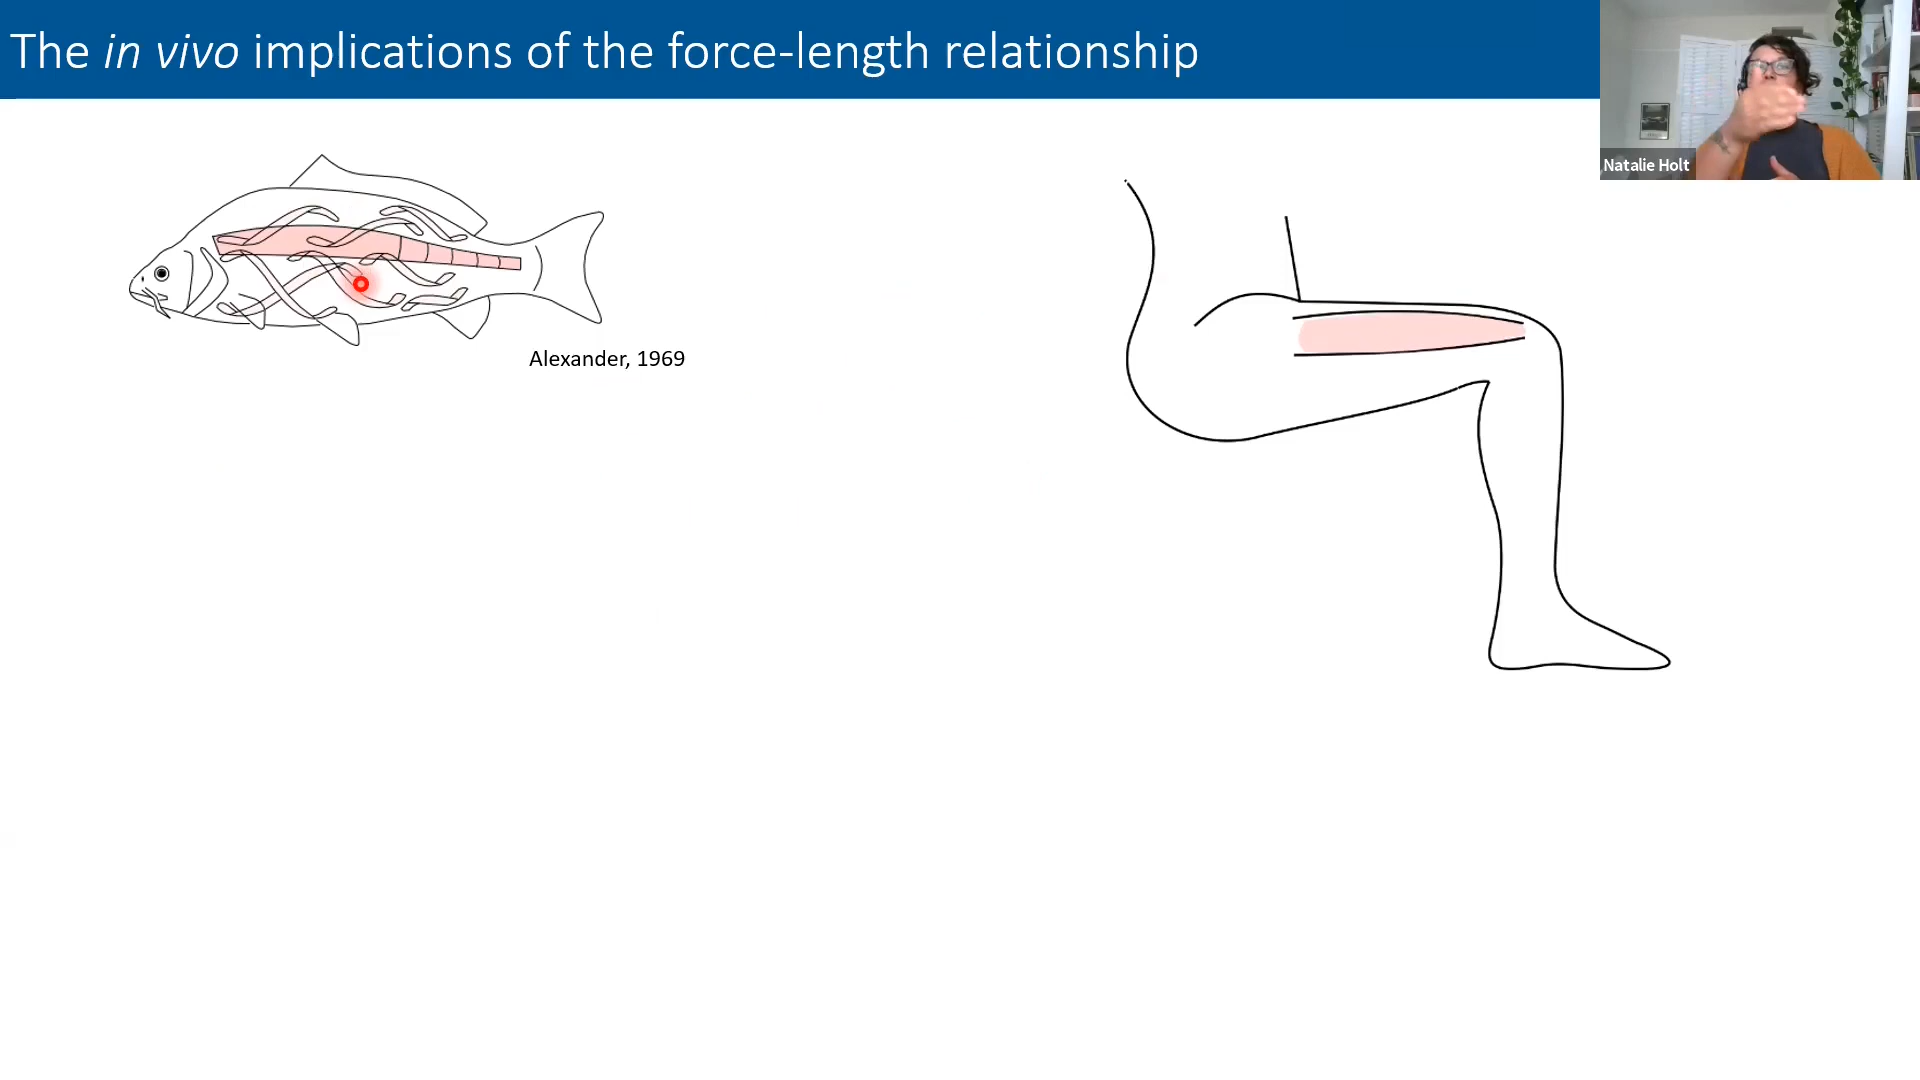 The in vivo implications of the force-length relationship
Natalie Holt
Alexander, 1969